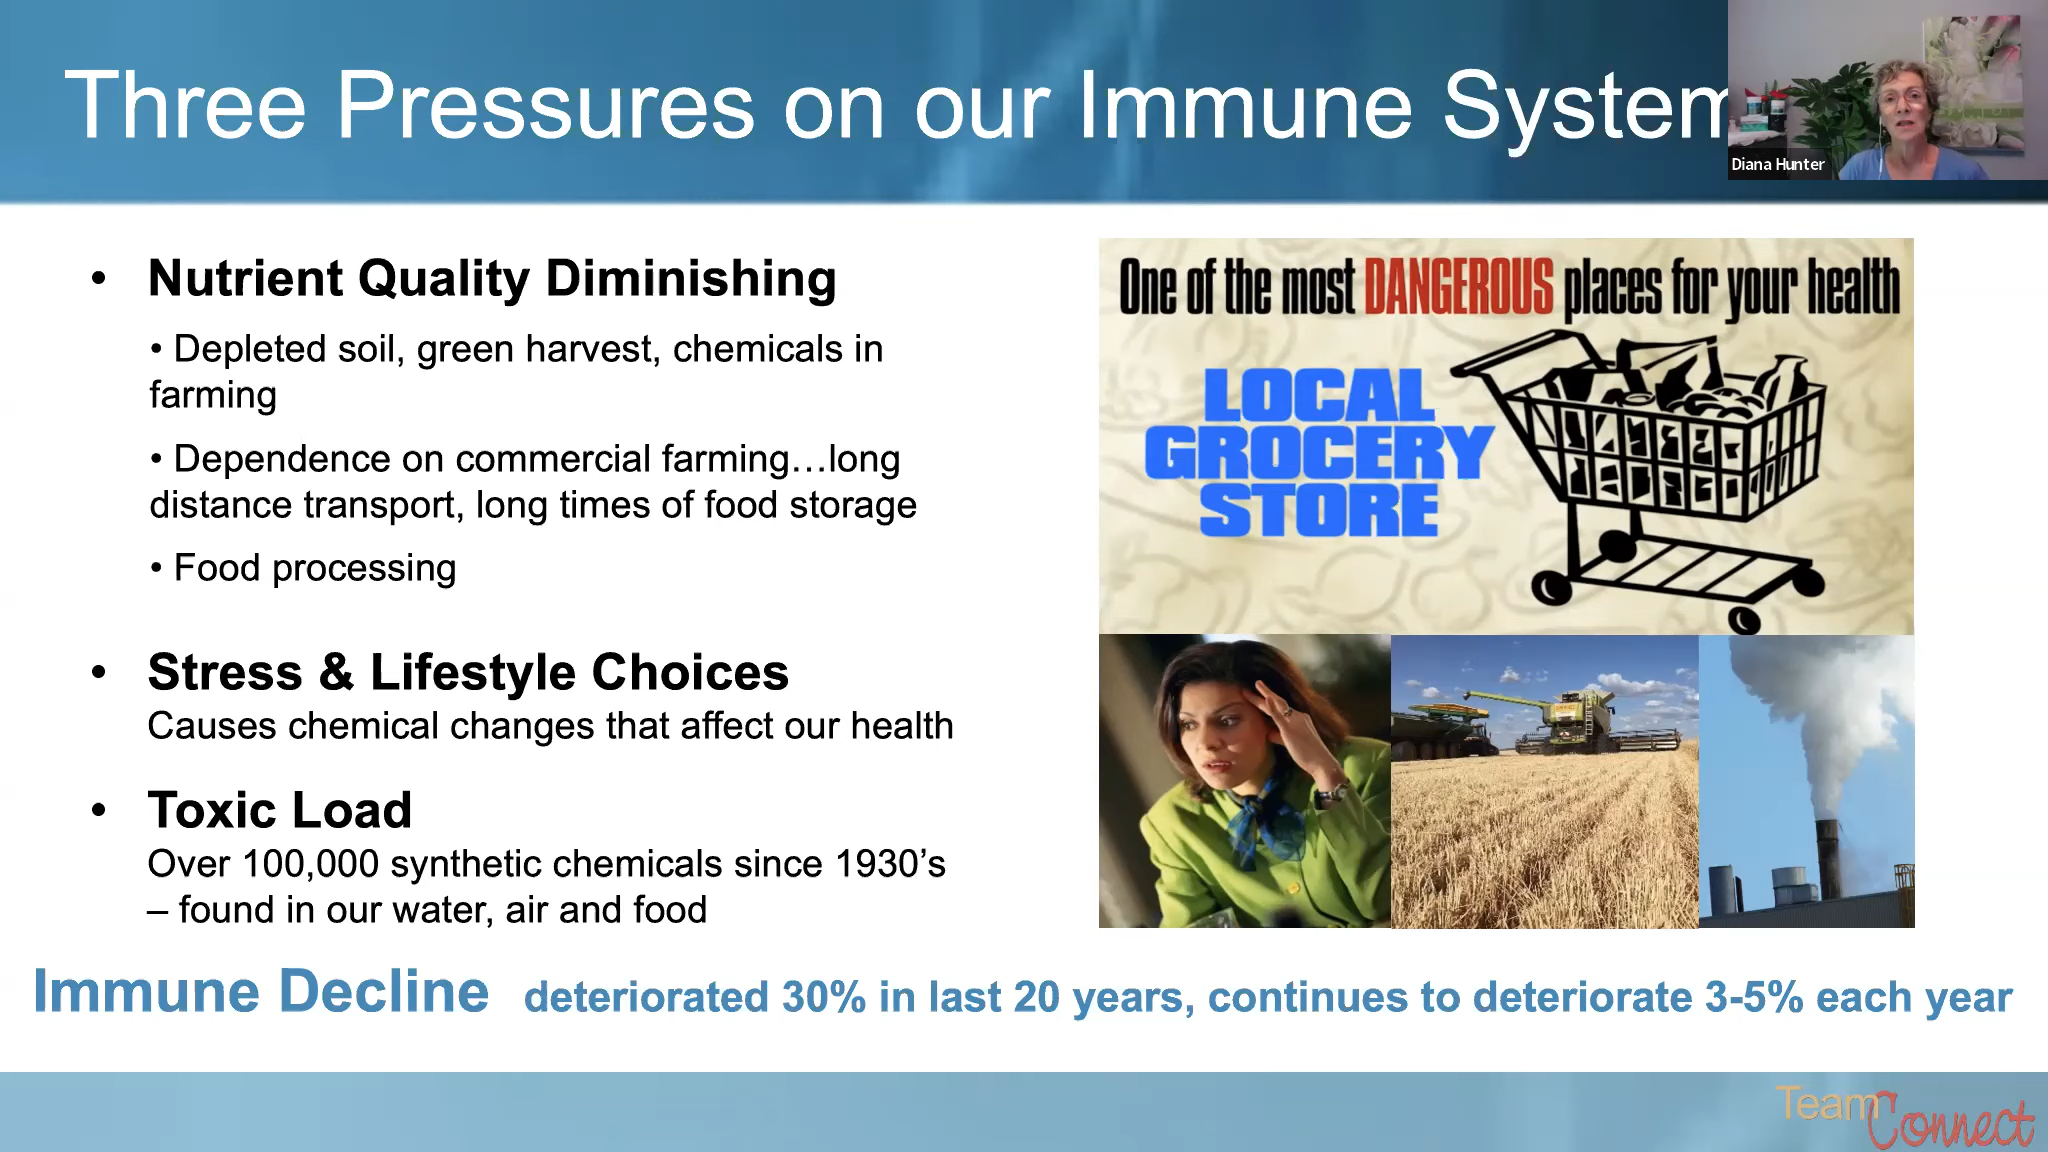 Three Pressures on our Immune System
Diana Hunter
• Nutrient Quality Diminishing
• Depleted soil, green harvest, chemicals in
farming
• Dependence on commercial farming…long
distance transport, long times of food storage
• Food processing
• Stress & Lifestyle Choices
Causes chemical changes that affect our health
• Toxic Load
Over 100,000 synthetic chemicals since 1930’s
– found in our water, air and food
One of the most DANGEROUS places for your health
LOCAL
GROCERY
STORE
Immune Decline deteriorated 30% in last 20 years, continues to deteriorate 3-5% each year
Team
Connect